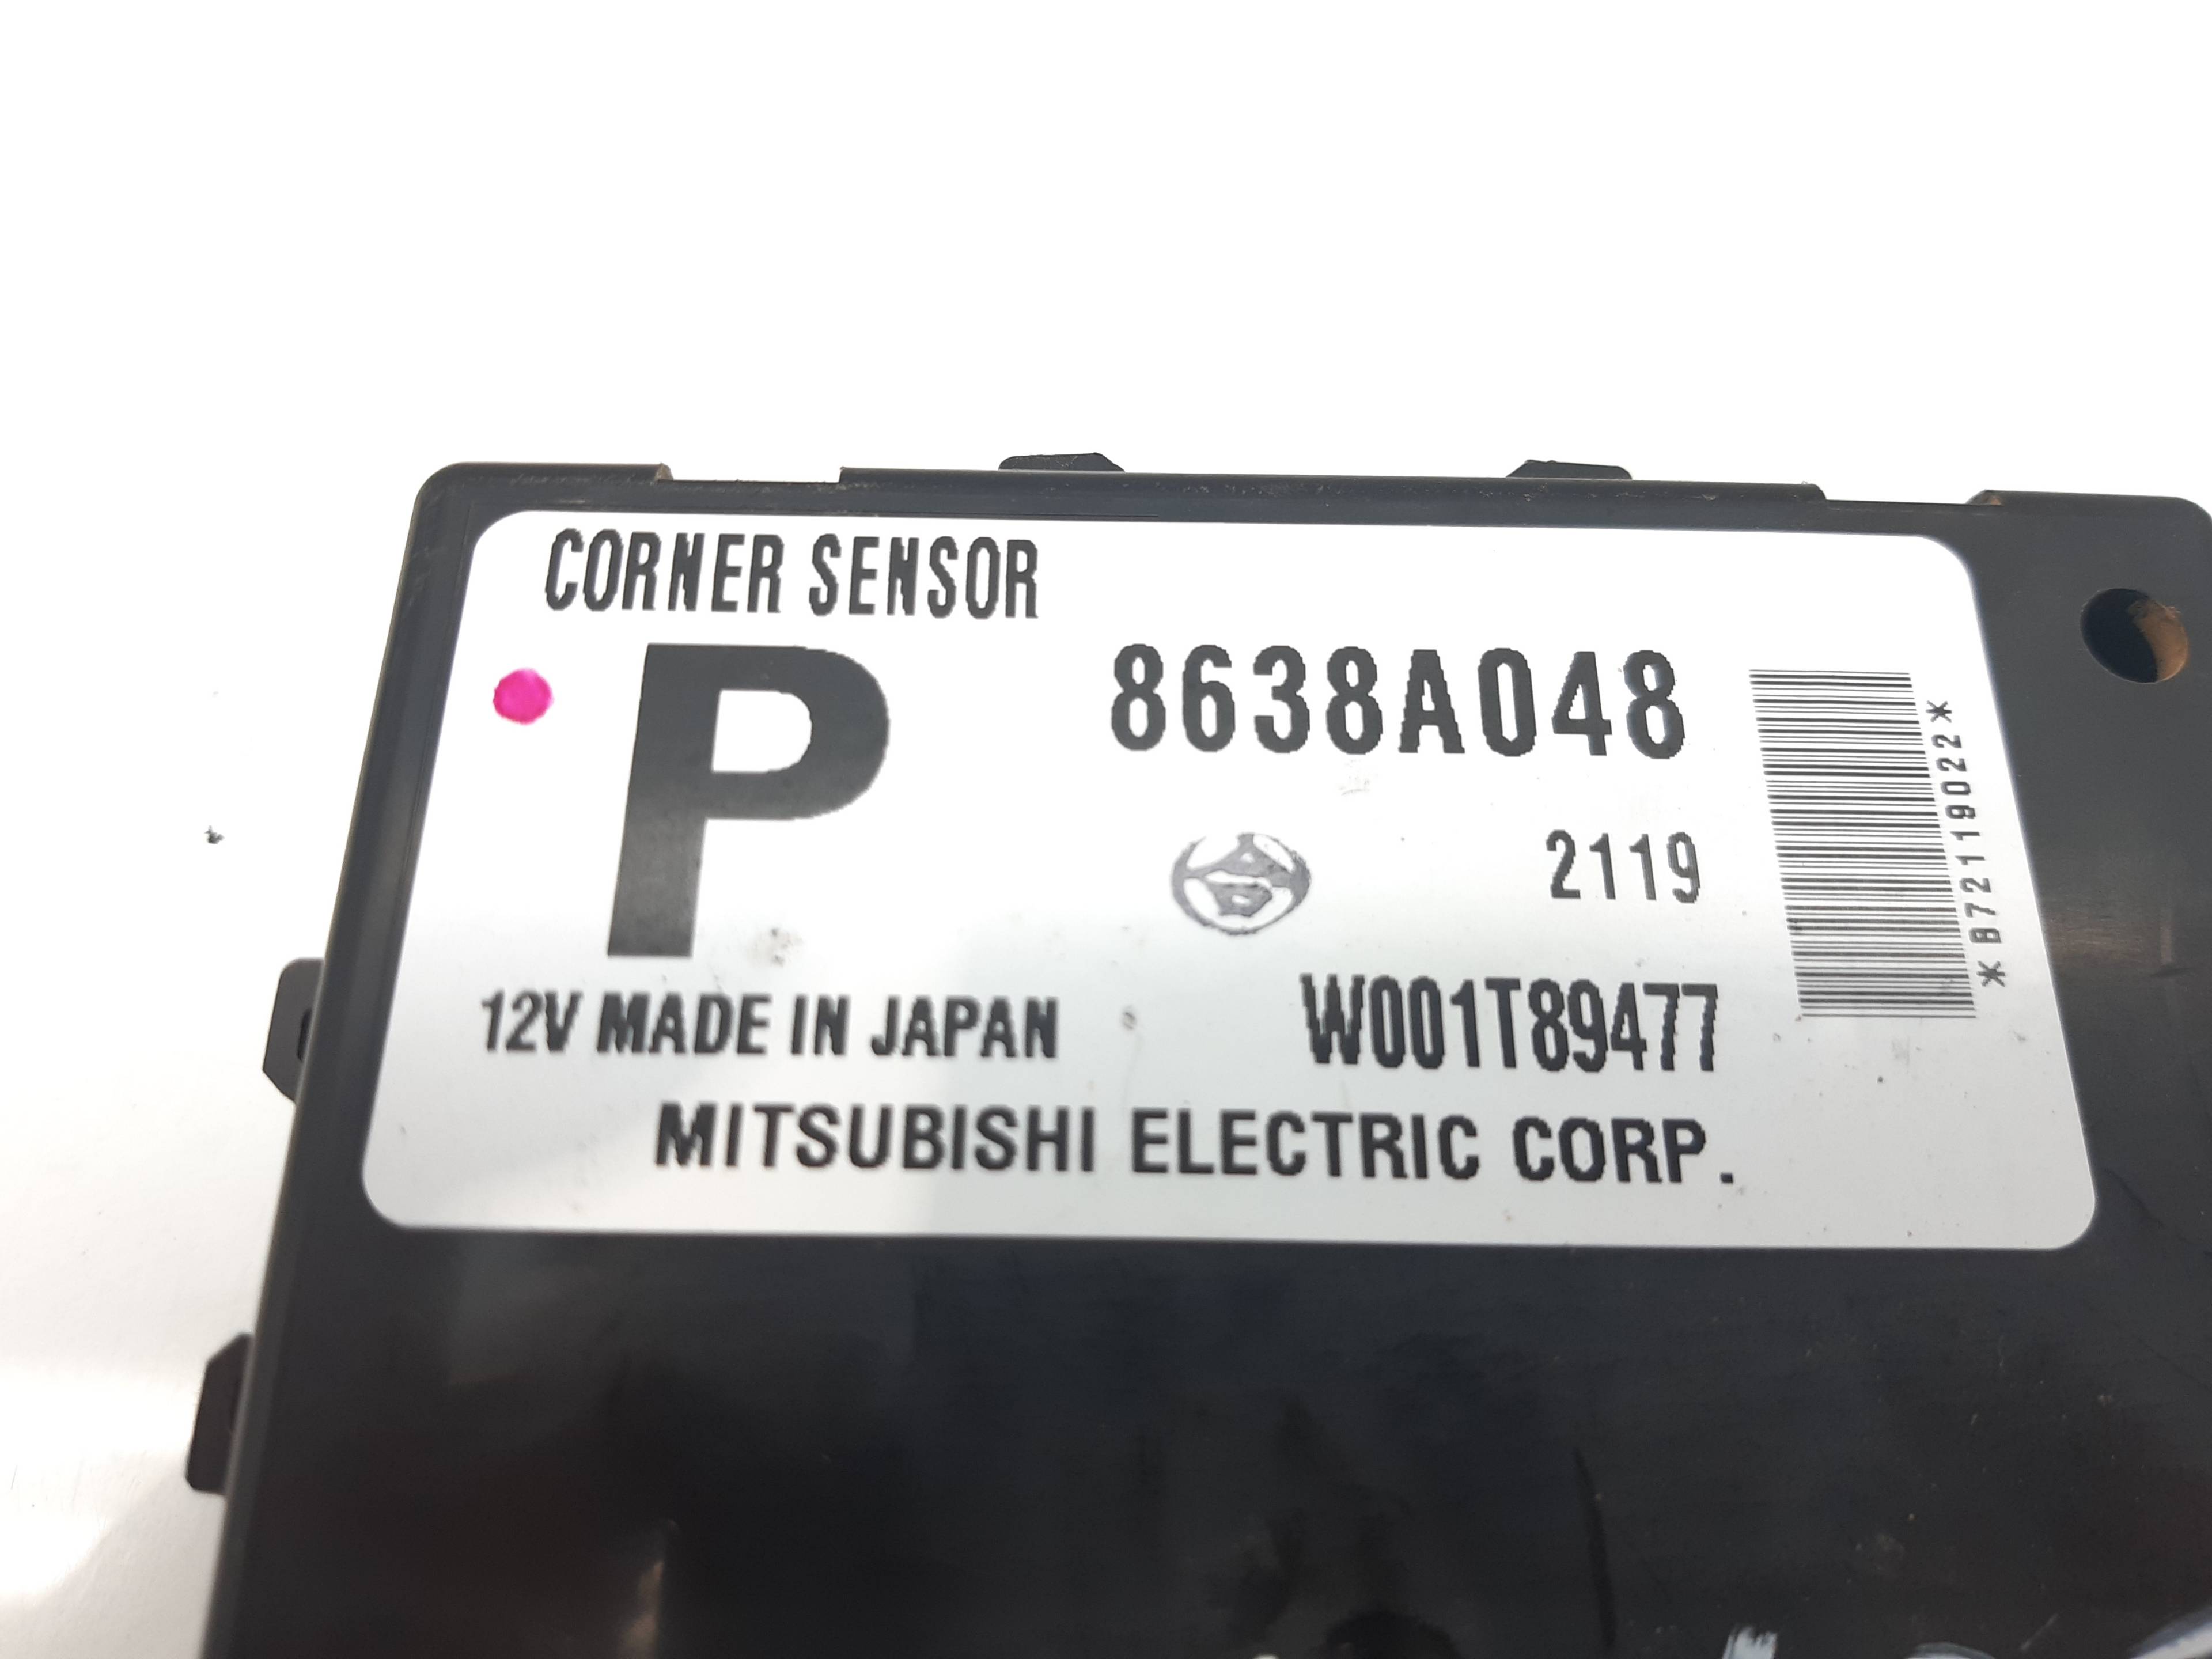 CORNER SENSOR
P
8638A048
2119
12V MADE IN JAPAN
W001T89477
MITSUBISHI ELECTRIC CORP.
*B72119022*